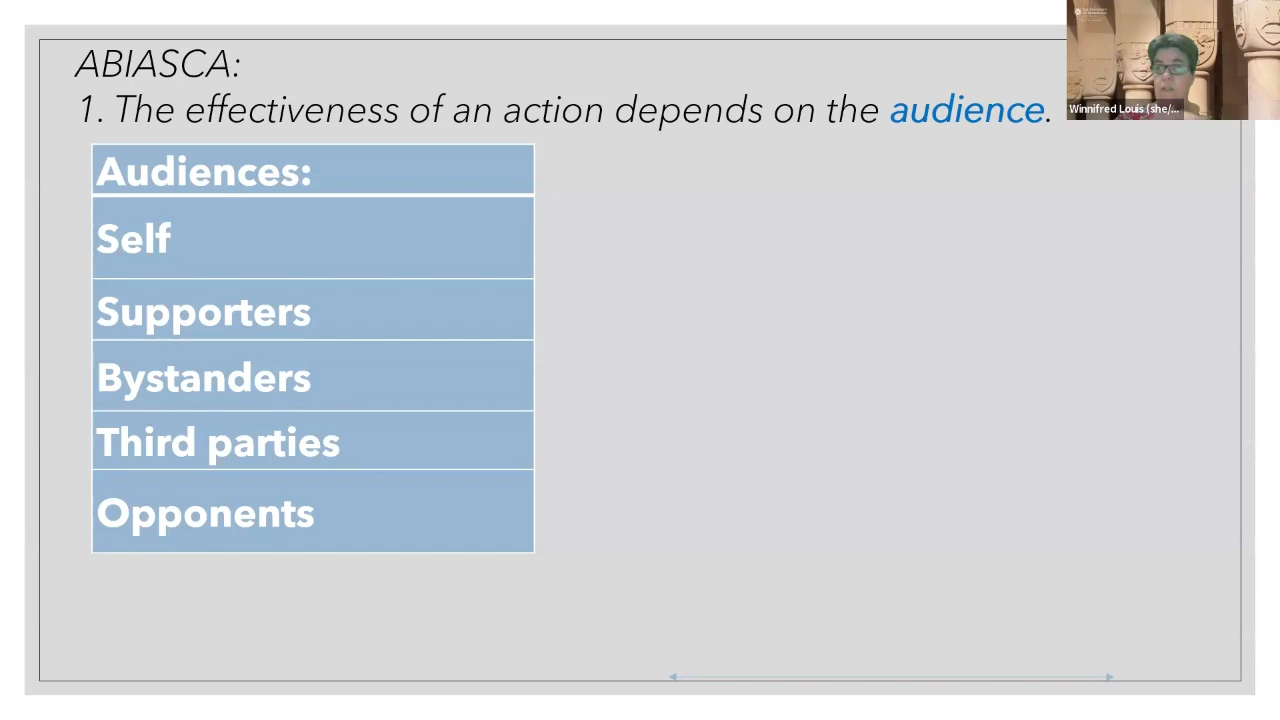 ABIASCA:
1. The effectiveness of an action depends on the audience.
Winnifred Louis (she/...
Audiences:
Self
Supporters
Bystanders
Third parties
Opponents